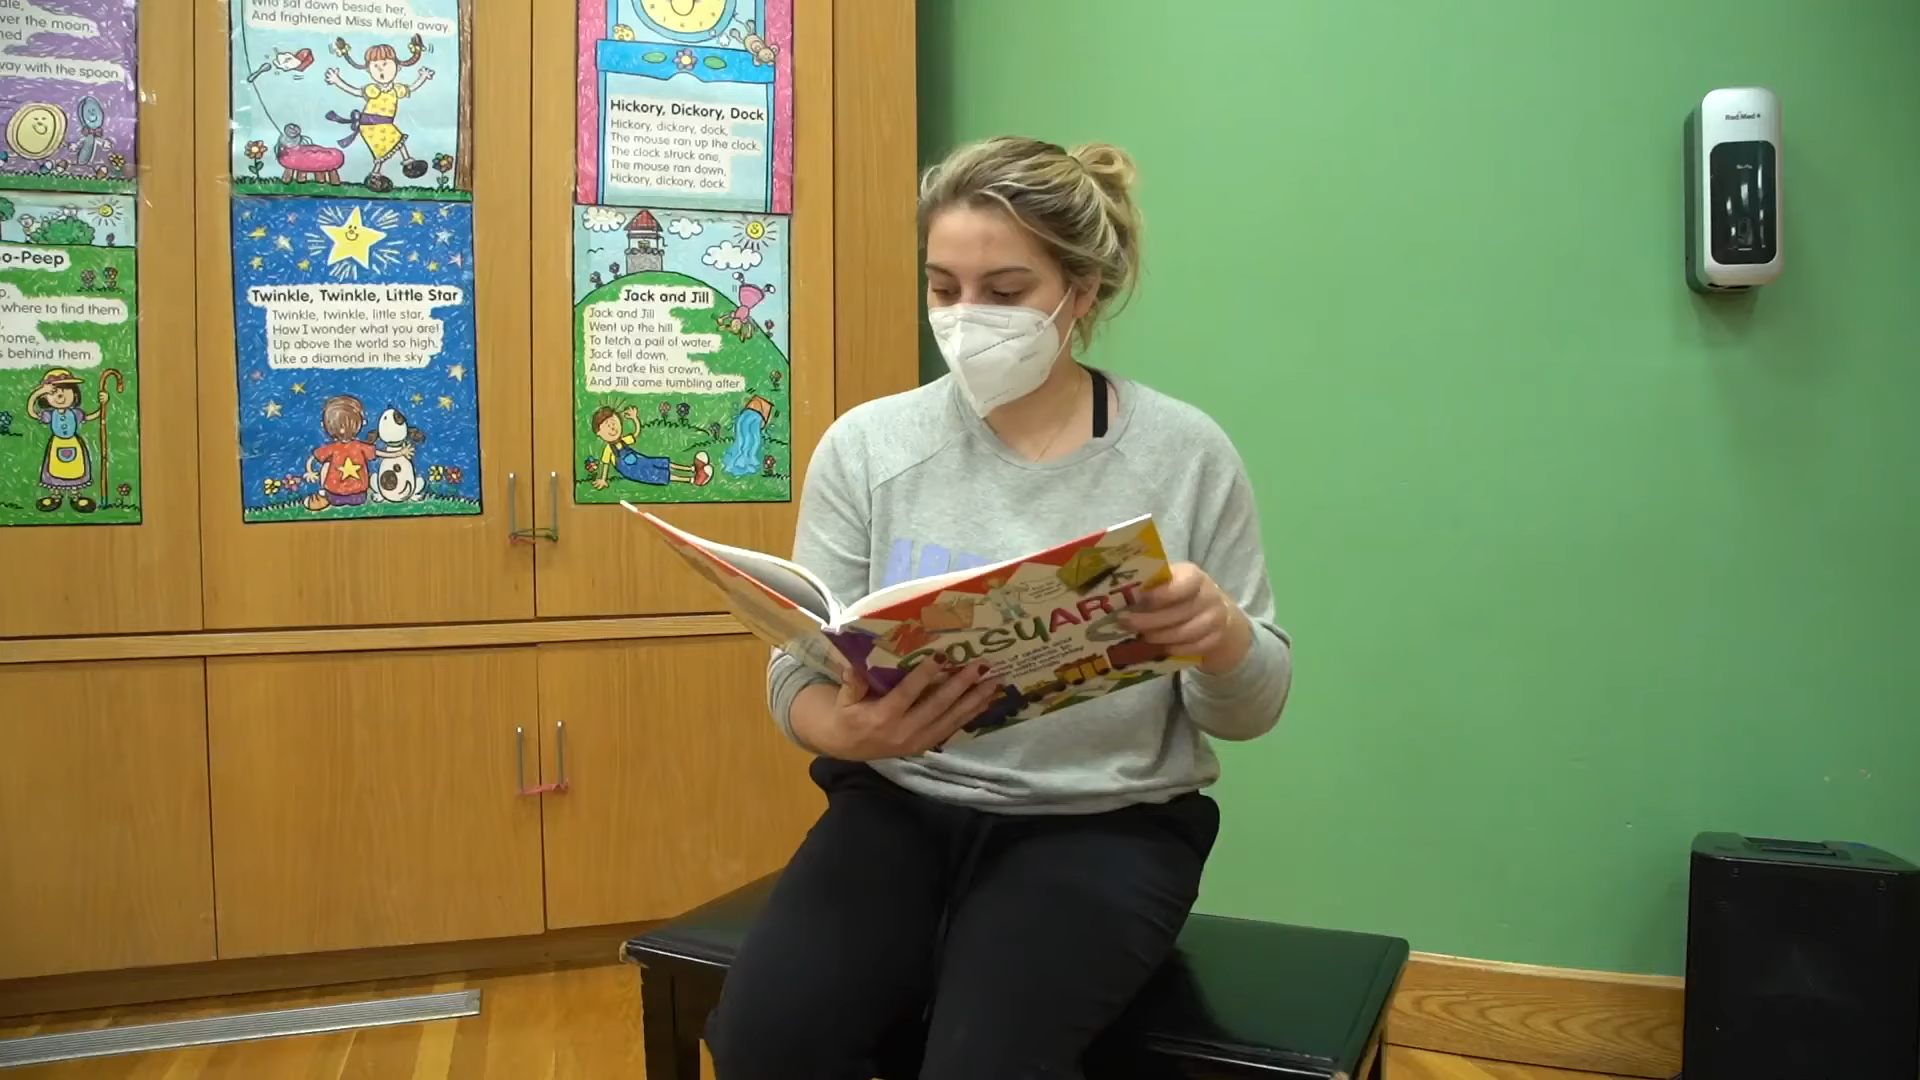 ver the moon;
way with the spoon.
Who sat down beside her,
And frightened Miss Muffet away.
Hickory, Dickory, Dock
Hickory, dickory, dock,
The mouse ran up the clock.
The clock struck one,
The mouse ran down,
Hickory, dickory, dock.
o-Peep
where to find them.
home,
behind them.
Twinkle, Twinkle, Little Star
Twinkle, twinkle, little star,
How I wonder what you are!
Up above the world so high,
Like a diamond in the sky.
Jack and Jill
Jack and Jill
Went up the hill
To fetch a pail of water.
Jack fell down,
And broke his crown,
And Jill came tumbling after.
easy ART